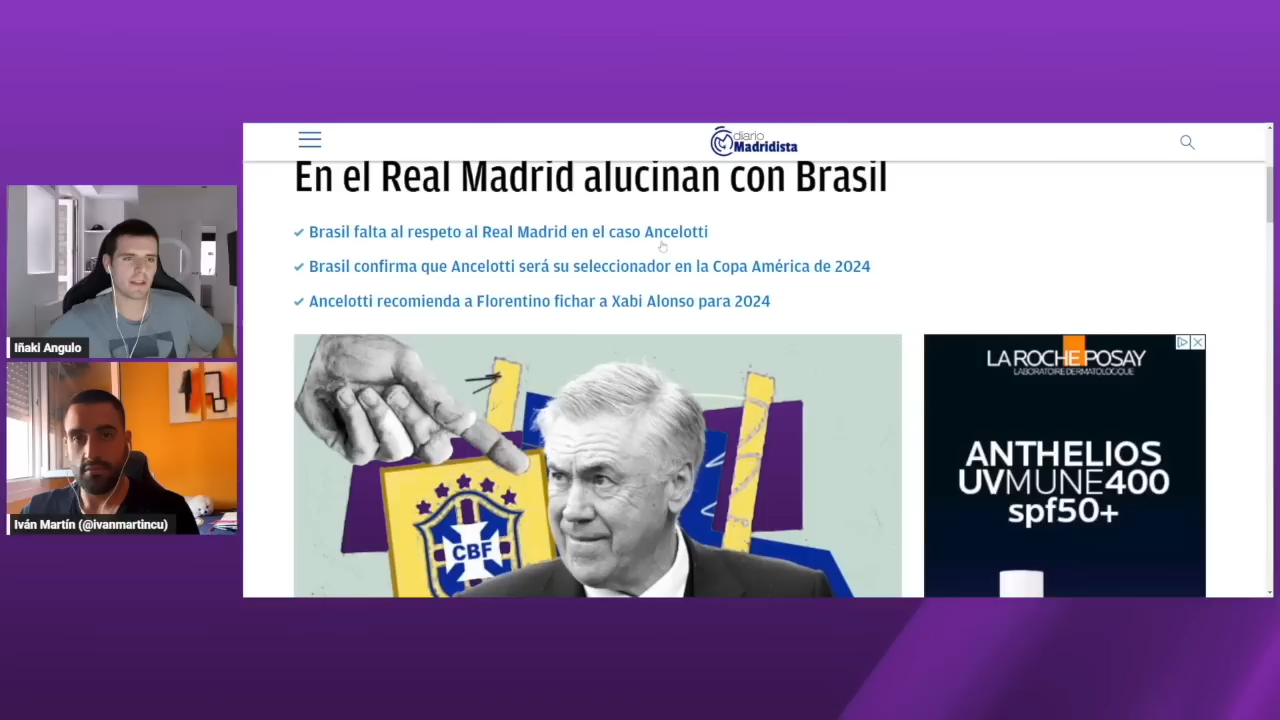 diario
Madridista
En el Real Madrid alucinan con Brasil
Brasil falta al respeto al Real Madrid en el caso Ancelotti
Brasil confirma que Ancelotti será su seleccionador en la Copa América de 2024
Ancelotti recomienda a Florentino fichar a Xabi Alonso para 2024
Iñaki Angulo
Iván Martín (@ivanmartincu)
CBF
LA ROCHE POSAY
LABORATOIRE DERMATOLOGIQUE
ANTHELIOS
UVMUNE400
spf50+